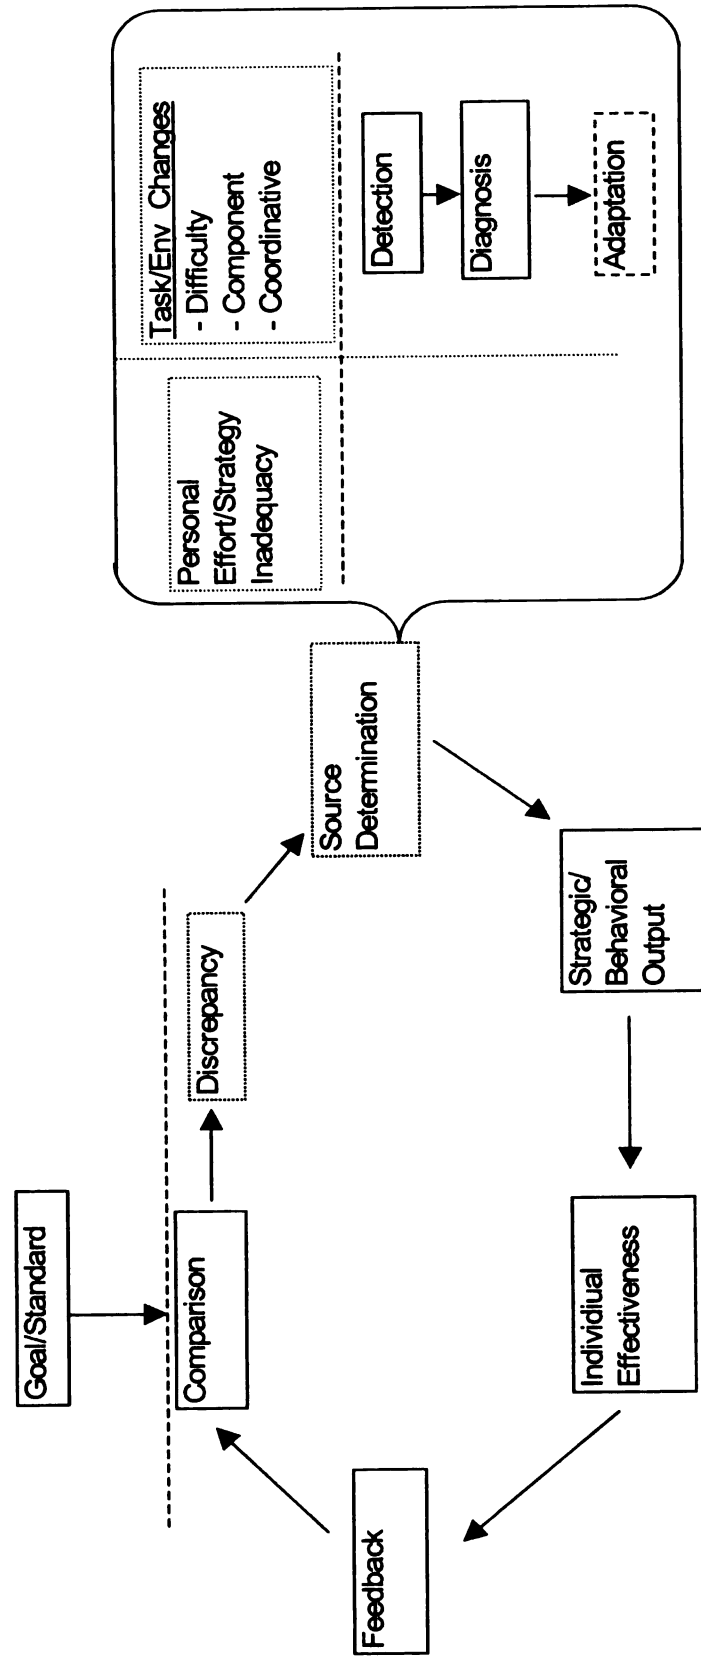 Goal/Standard
Comparison
Discrepancy
Source
Determination
Strategic/
Behavioral
Output
Individiual
Effectiveness
Feedback
Personal
Effort/Strategy
Inadequacy
Task/Env Changes
- Difficulty
- Component
- Coordinative
Detection
Diagnosis
Adaptation